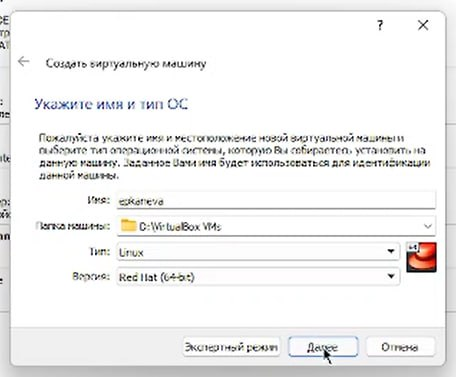 ?
Создать виртуальную машину
Укажите имя и тип ОС
Пожалуйста укажите имя и местоположение новой виртуальной машины и
выберите тип операционной системы, которую Вы собираетесь установить на
данную машину. Заданное Вами имя будет использоваться для идентификации
данной машины.
Имя: epkaneva
Папка машины: D:\VirtualBox VMs
Тип: Linux
64
Версия: Red Hat (64-bit)
Экспертный режим Далее Отмена